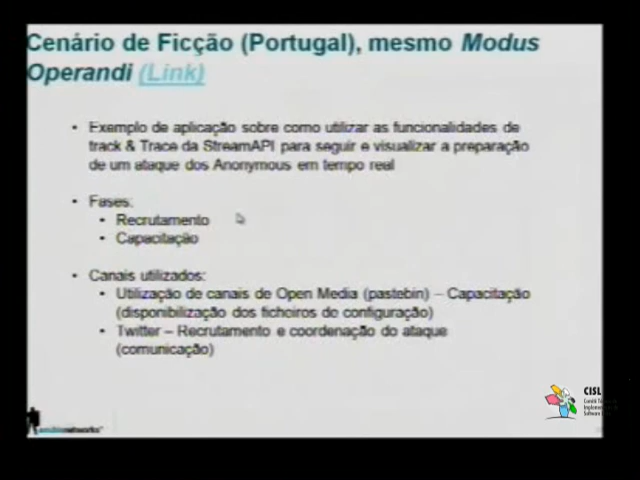 Cenário de Ficção (Portugal), mesmo Modus
Operandi (Link)
• Exemplo de aplicação sobre como utilizar as funcionalidades de
track & Trace da StreamAPI para seguir e visualizar a preparação
de um ataque dos Anonymous em tempo real
• Fases:
• Recrutamento
• Capacitação
• Canais utilizados:
• Utilização de canais de Open Media (pastebin) – Capacitação
(disponibilização dos ficheiros de configuração)
• Twitter – Recrutamento e coordenação do ataque
(comunicação)
CISL